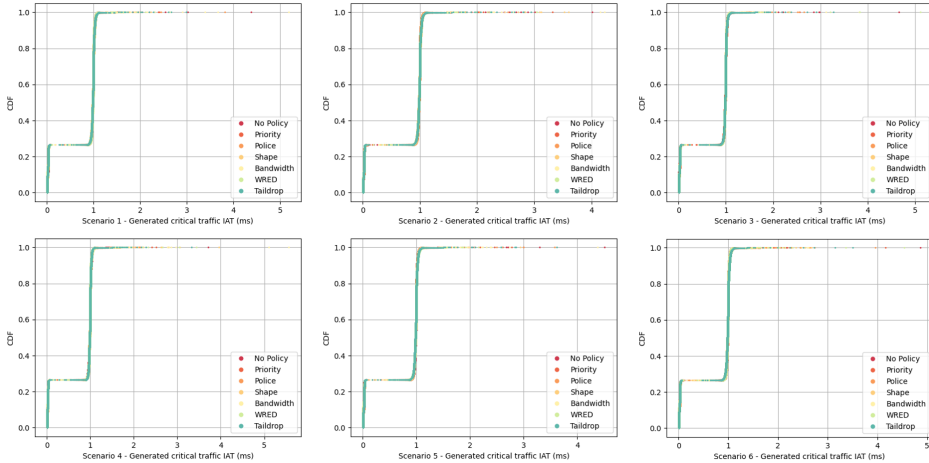 1.0
0.8
0.6
0.4
0.2
0.0
CDF
No Policy
Priority
Police
Shape
Bandwidth
WRED
Taildrop
0 1 2 3 4 5
Scenario 1 - Generated critical traffic IAT (ms)
1.0
0.8
0.6
0.4
0.2
0.0
CDF
No Policy
Priority
Police
Shape
Bandwidth
WRED
Taildrop
0 1 2 3 4
Scenario 2 - Generated critical traffic IAT (ms)
1.0
0.8
0.6
0.4
0.2
0.0
CDF
No Policy
Priority
Police
Shape
Bandwidth
WRED
Taildrop
0 1 2 3 4 5
Scenario 3 - Generated critical traffic IAT (ms)
1.0
0.8
0.6
0.4
0.2
0.0
CDF
No Policy
Priority
Police
Shape
Bandwidth
WRED
Taildrop
0 1 2 3 4 5
Scenario 4 - Generated critical traffic IAT (ms)
1.0
0.8
0.6
0.4
0.2
0.0
CDF
No Policy
Priority
Police
Shape
Bandwidth
WRED
Taildrop
0 1 2 3 4
Scenario 5 - Generated critical traffic IAT (ms)
1.0
0.8
0.6
0.4
0.2
0.0
CDF
No Policy
Priority
Police
Shape
Bandwidth
WRED
Taildrop
0 1 2 3 4 5
Scenario 6 - Generated critical traffic IAT (ms)